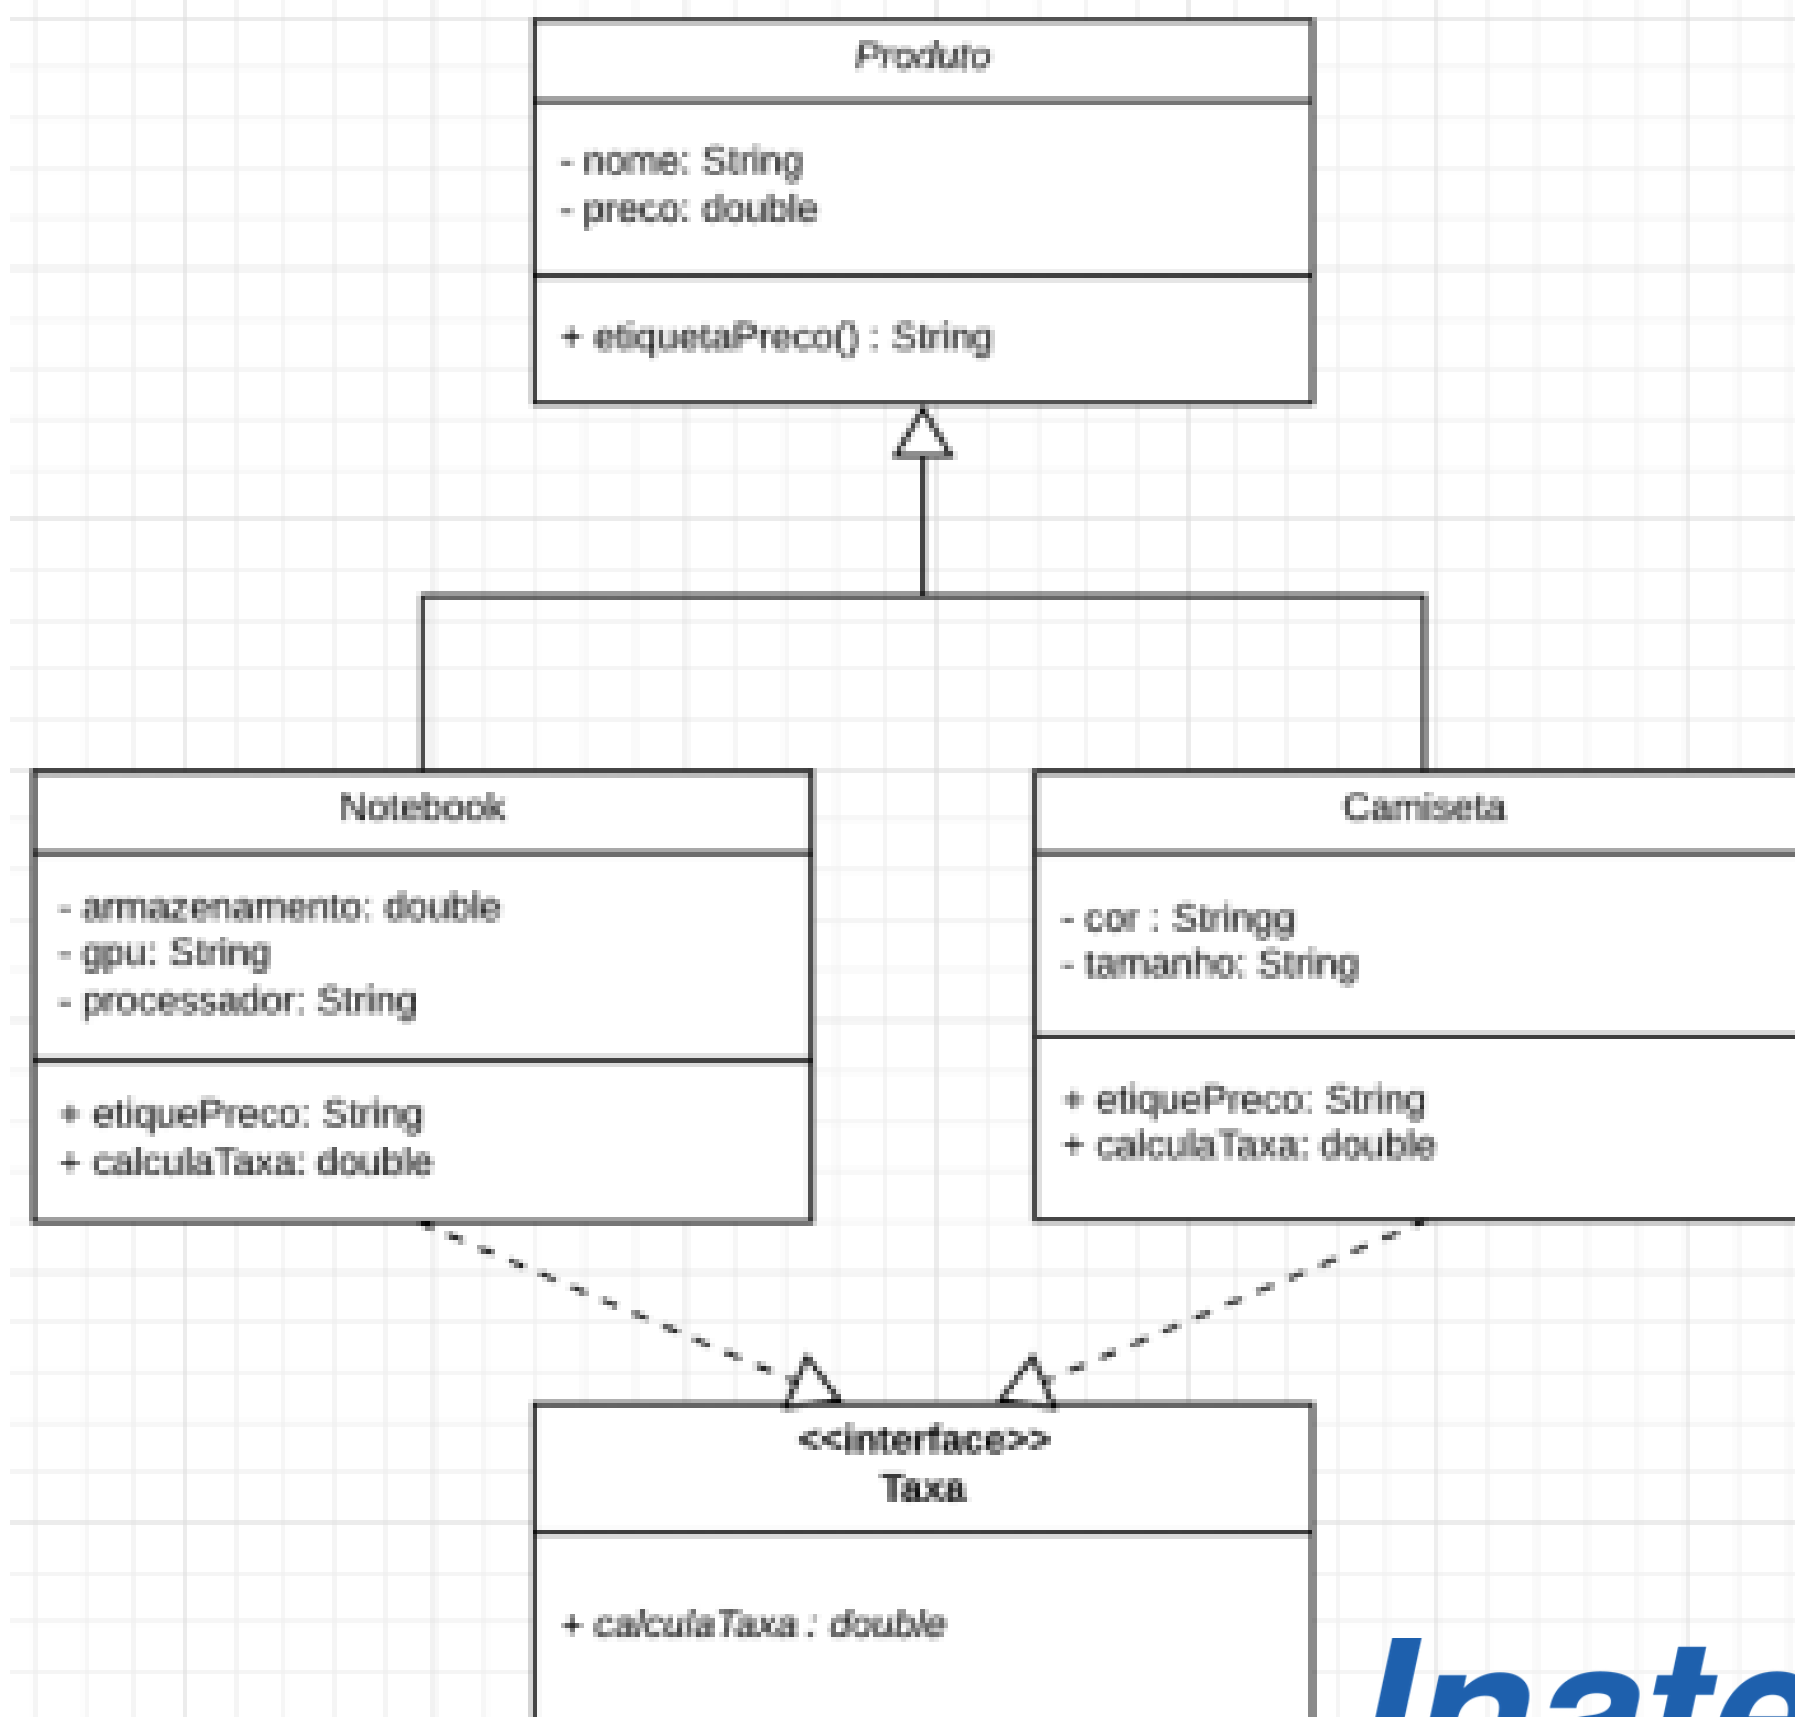 Produto
- nome: String
- preco: double
+ etiquetaPreco() : String
Notebook
- armazenamento: double
- gpu: String
- processador: String
+ etiquePreco: String
+ calculaTaxa: double
Camiseta
- cor : Stringg
- tamanho: String
+ etiquePreco: String
+ calculaTaxa: double
<<interface>>
Taxa
+ calculaTaxa : double